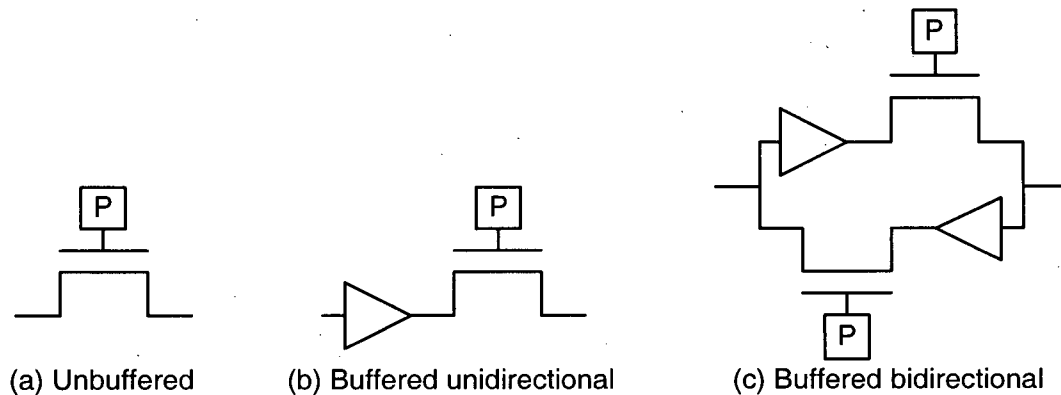 P
P
P
P
(a) Unbuffered
(b) Buffered unidirectional
(c) Buffered bidirectional